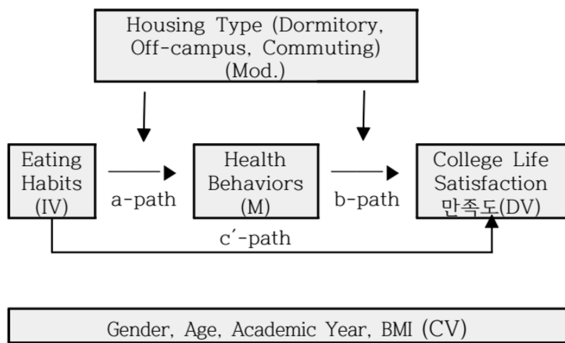 Housing Type (Dormitory,
Off-campus, Commuting)
(Mod.)
Eating
Habits
(IV)
a-path
Health
Behaviors
(M)
b-path
College Life
Satisfaction
만족도(DV)
c′-path
Gender, Age, Academic Year, BMI (CV)